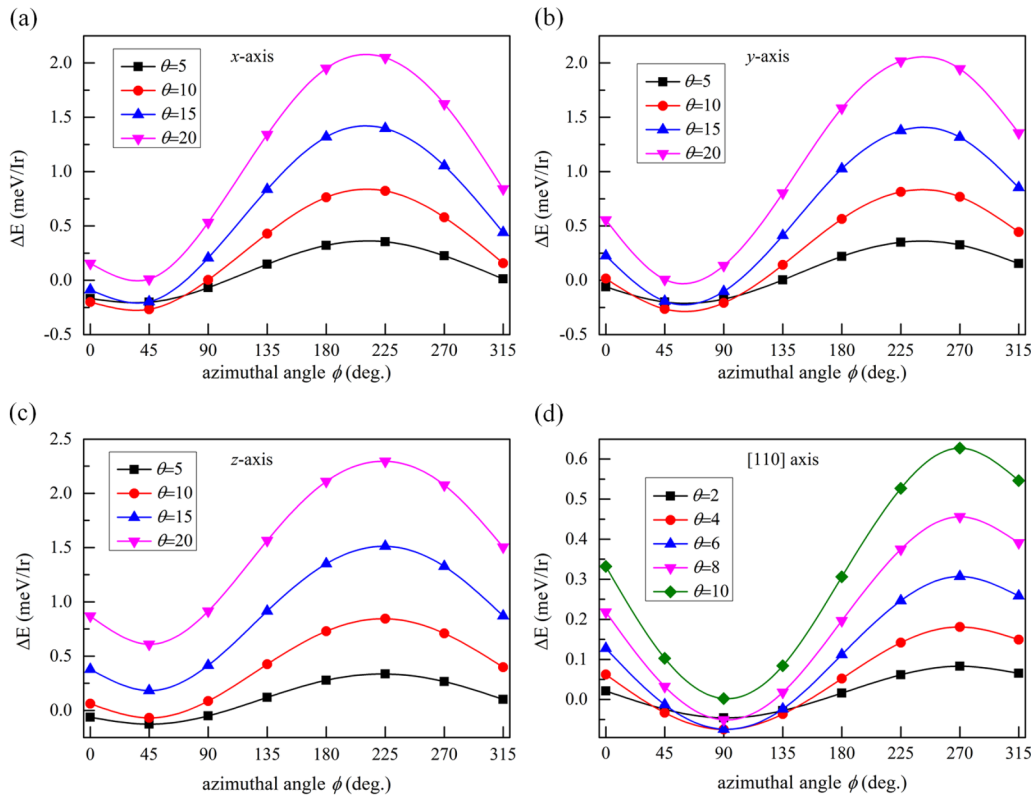 (a)
x-axis
θ=5
θ=10
θ=15
θ=20
ΔE (meV/Ir)
2.0
1.5
1.0
0.5
0.0
-0.5
0 45 90 135 180 225 270 315
azimuthal angle ϕ (deg.)
(b)
y-axis
θ=5
θ=10
θ=15
θ=20
ΔE (meV/Ir)
2.0
1.5
1.0
0.5
0.0
-0.5
0 45 90 135 180 225 270 315
azimuthal angle ϕ (deg.)
(c)
z-axis
θ=5
θ=10
θ=15
θ=20
ΔE (meV/Ir)
2.5
2.0
1.5
1.0
0.5
0.0
0 45 90 135 180 225 270 315
azimuthal angle ϕ (deg.)
(d)
[110] axis
θ=2
θ=4
θ=6
θ=8
θ=10
ΔE (meV/Ir)
0.6
0.5
0.4
0.3
0.2
0.1
0.0
0 45 90 135 180 225 270 315
azimuthal angle ϕ (deg.)